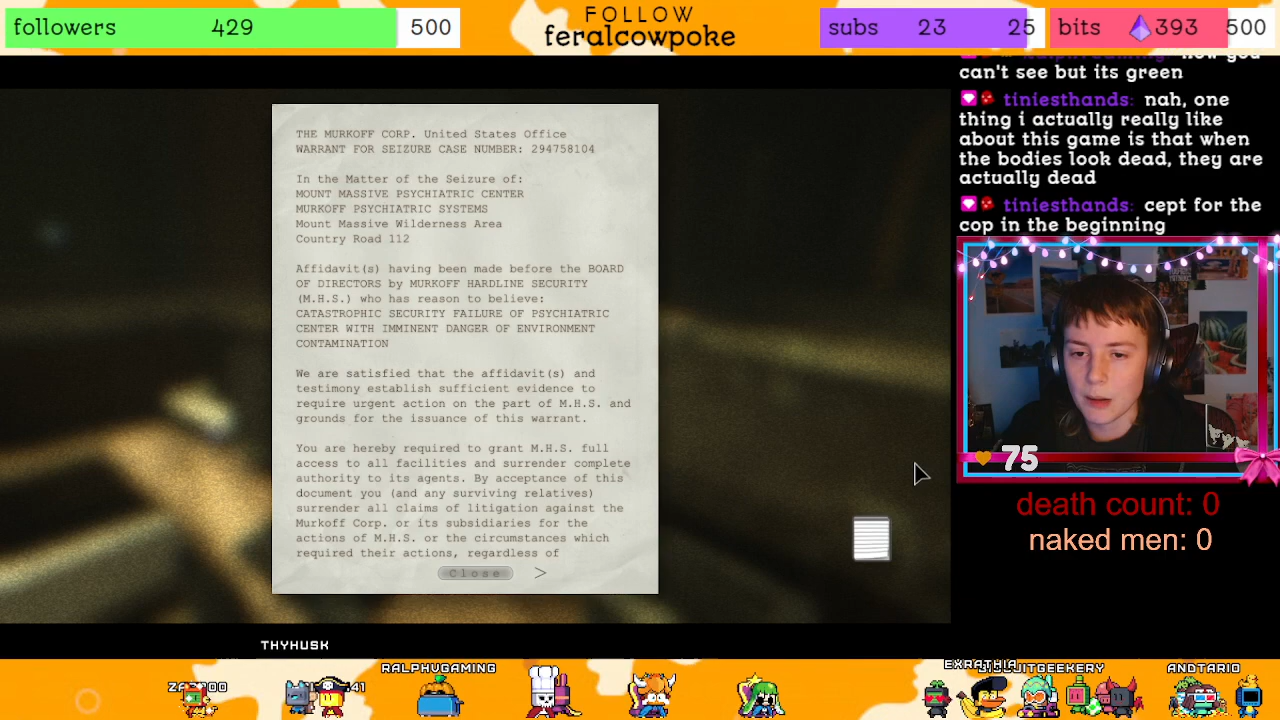 followers 429 500
FOLLOW
feralcowpoke
subs 23 25
bits 393 500
can't see but its green
tiniesthands: nah, one
thing i actually really like
about this game is that when
the bodies look dead, they are
actually dead
tiniesthands: cept for the
cop in the beginning
THE MURKOFF CORP. United States Office
WARRANT FOR SEIZURE CASE NUMBER: 294758104
In the Matter of the Seizure of:
MOUNT MASSIVE PSYCHIATRIC CENTER
MURKOFF PSYCHIATRIC SYSTEMS
Mount Massive Wilderness Area
Country Road 112
Affidavit(s) having been made before the BOARD
OF DIRECTORS by MURKOFF HARDLINE SECURITY
(M.H.S.) who has reason to believe:
CATASTROPHIC SECURITY FAILURE OF PSYCHIATRIC
CENTER WITH IMMINENT DANGER OF ENVIRONMENT
CONTAMINATION
We are satisfied that the affidavit(s) and
testimony establish sufficient evidence to
require urgent action on the part of M.H.S. and
grounds for the issuance of this warrant.
You are hereby required to grant M.H.S. full
access to all facilities and surrender complete
authority to its agents. By acceptance of this
document you (and any surviving relatives)
surrender all claims of litigation against the
Murkoff Corp. or its subsidiaries for the
actions of M.H.S. or the circumstances which
required their actions, regardless of
Close >
75
death count: 0
naked men: 0
THYHUSK
RALPHVGAMING
EXRATHIA
ANDTARIO